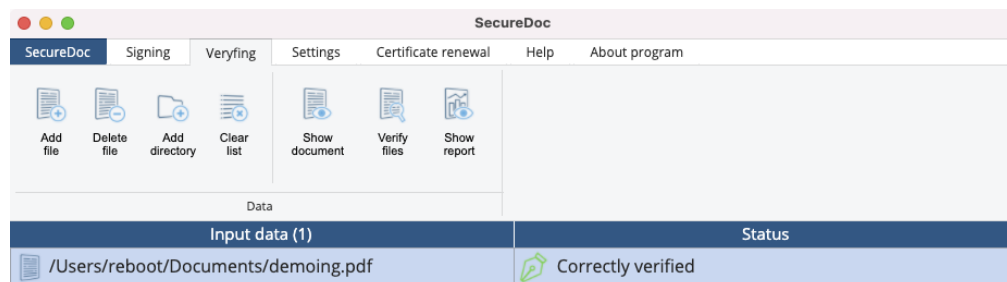 SecureDoc
SecureDoc Signing Veryfing Settings Certificate renewal Help About program
Add file
Delete file
Add directory
Clear list
Show document
Verify files
Show report
Data
Input data (1) Status
/Users/reboot/Documents/demoing.pdf Correctly verified